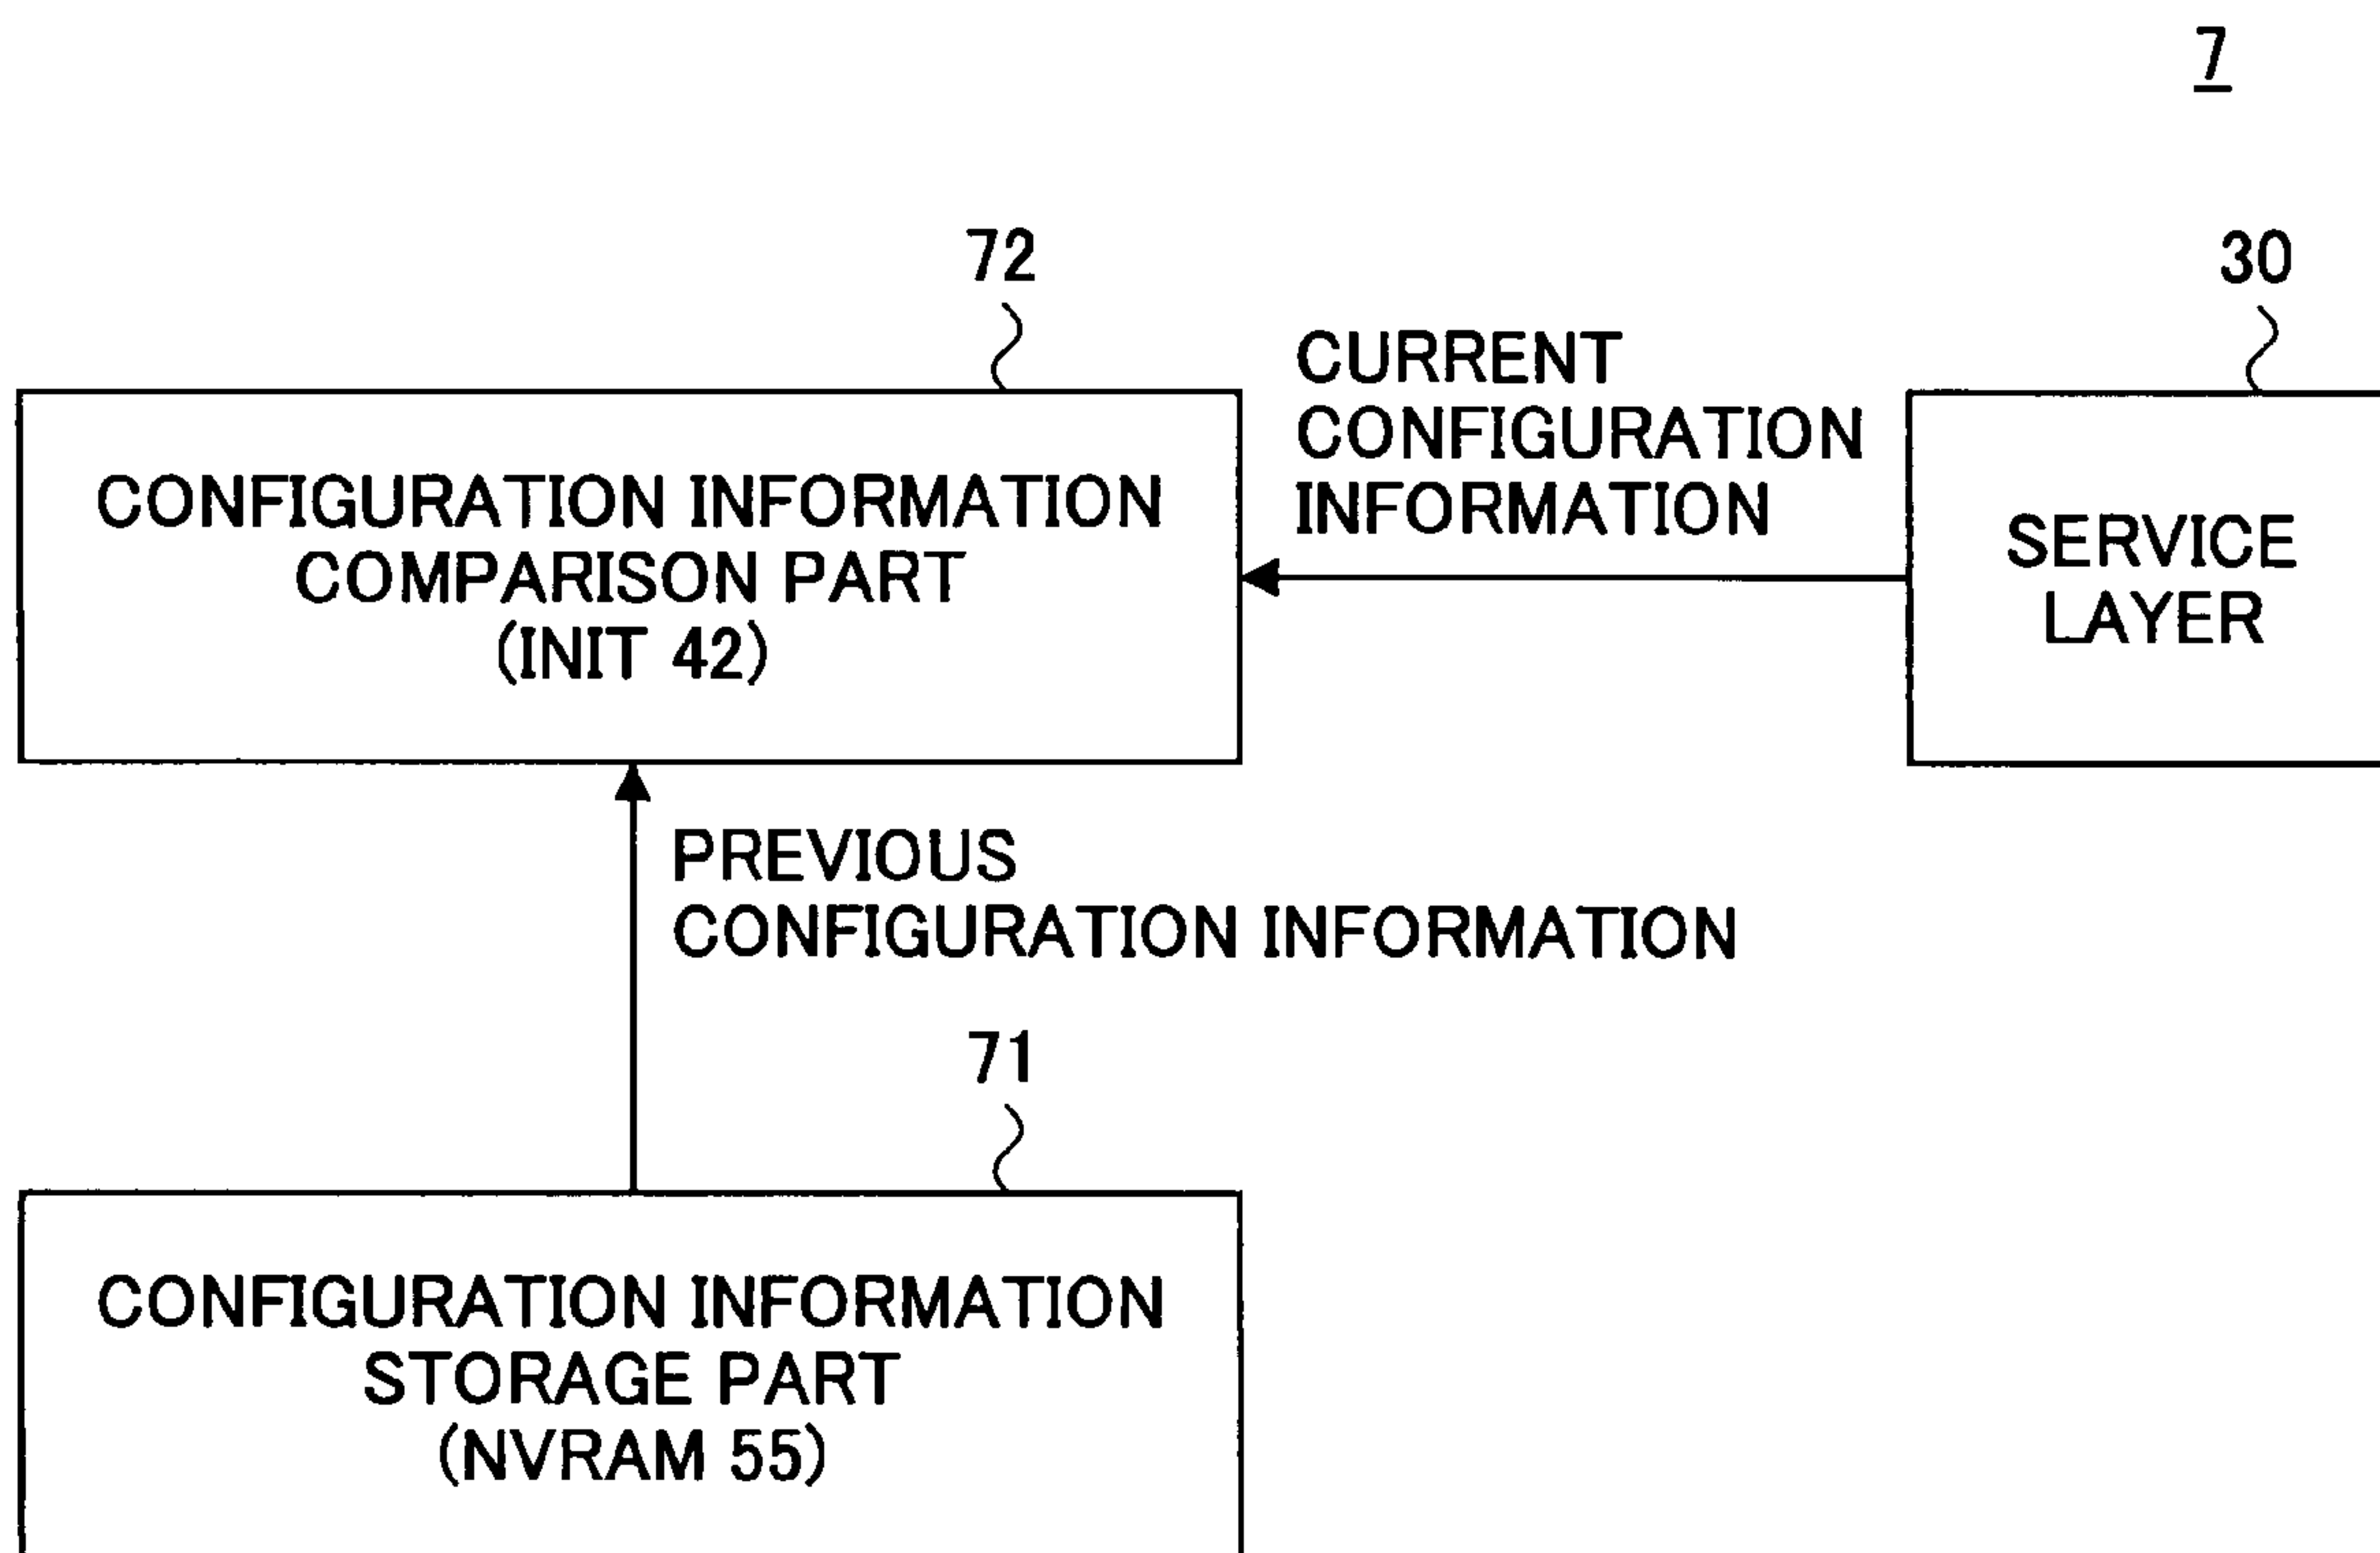 7
72
30
CURRENT
CONFIGURATION
INFORMATION
CONFIGURATION INFORMATION
COMPARISON PART
(INIT 42)
SERVICE
LAYER
PREVIOUS
CONFIGURATION INFORMATION
71
CONFIGURATION INFORMATION
STORAGE PART
(NVRAM 55)